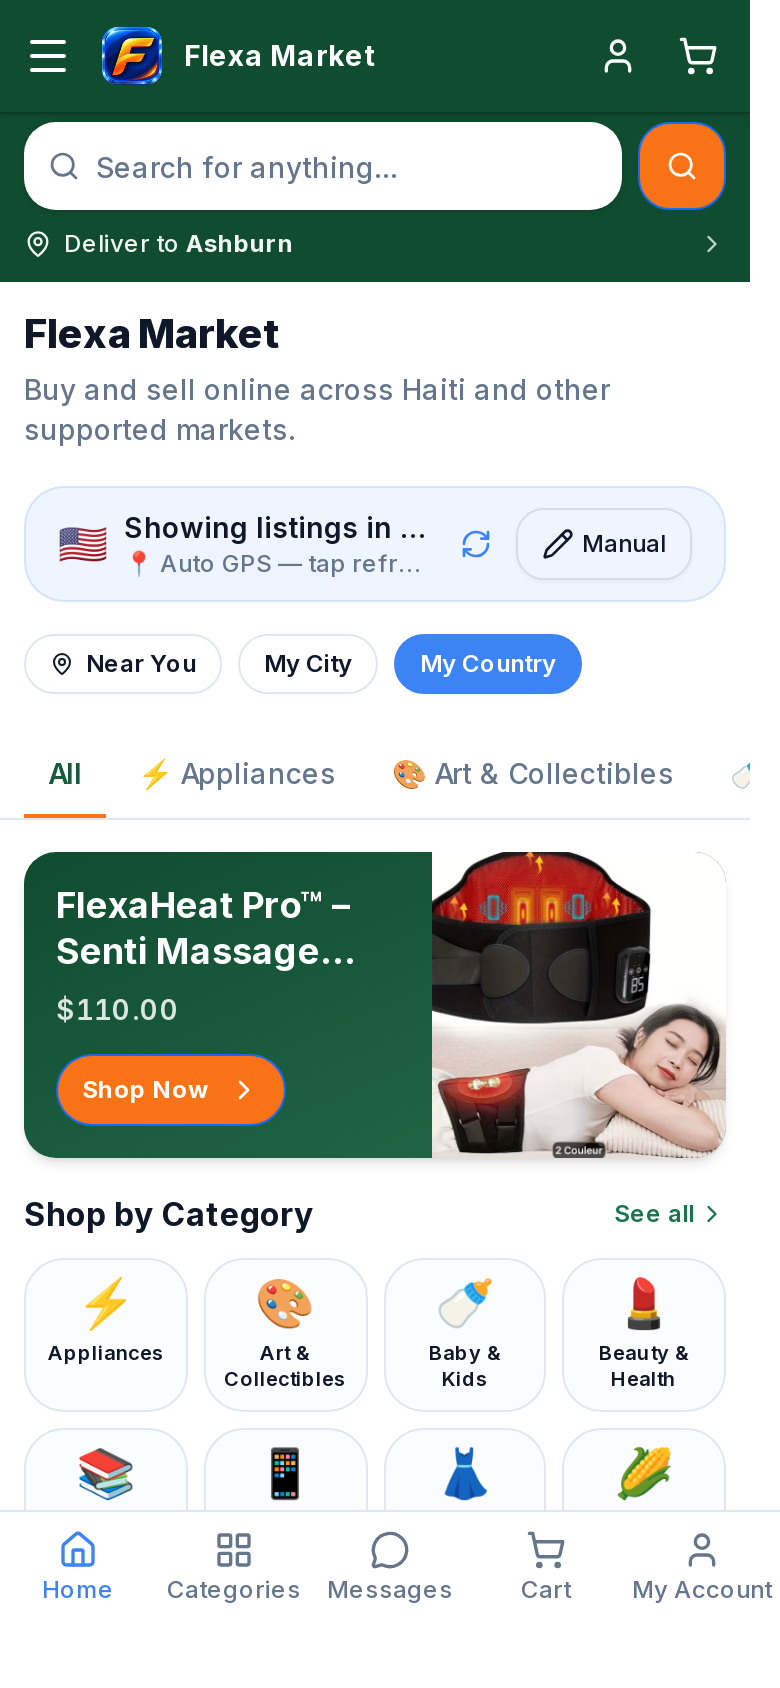 Flexa Market
Search for anything...
Deliver to Ashburn
Flexa Market
Buy and sell online across Haiti and other
supported markets.
Showing listings in ...
Auto GPS — tap refr...
Manual
Near You
My City
My Country
All
Appliances
Art & Collectibles
FlexaHeat Pro™ –
Senti Massage...
$110.00
Shop Now
85
2 Couleur
Shop by Category
See all
Appliances
Art &
Collectibles
Baby &
Kids
Beauty &
Health
Home
Categories
Messages
Cart
My Account